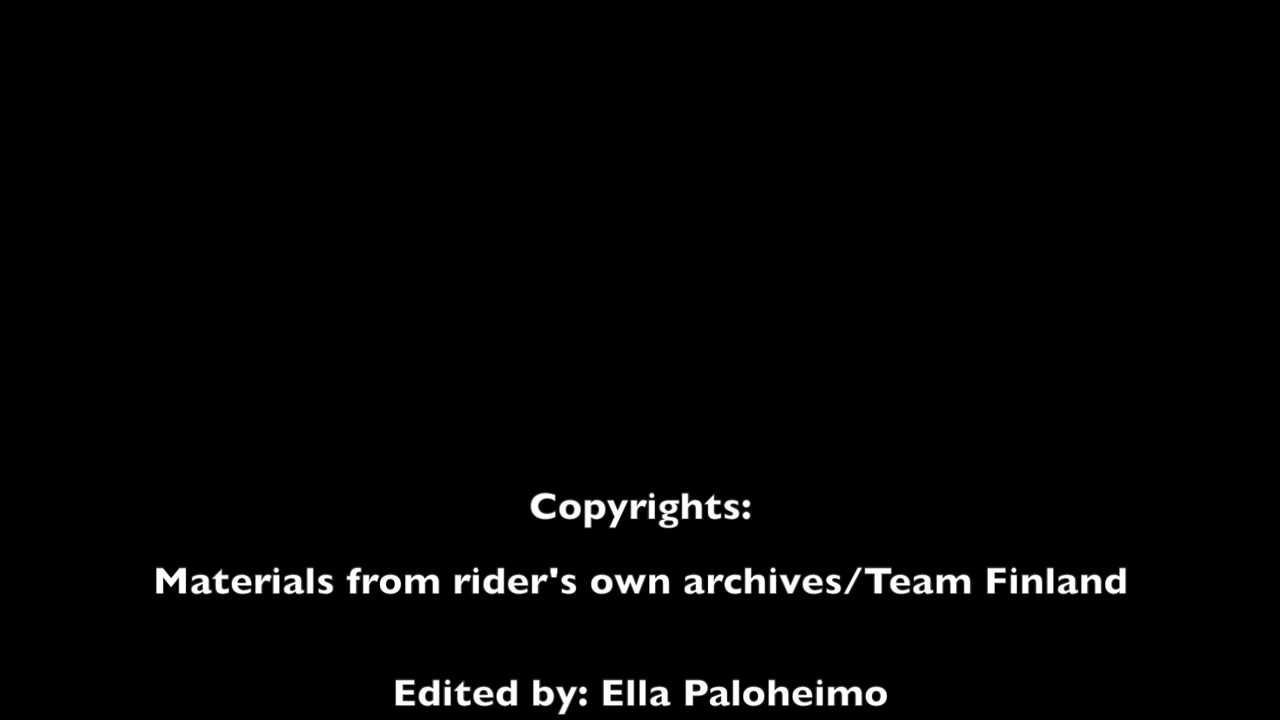 Copyrights:
Materials from rider's own archives/Team Finland
Edited by: Ella Paloheimo